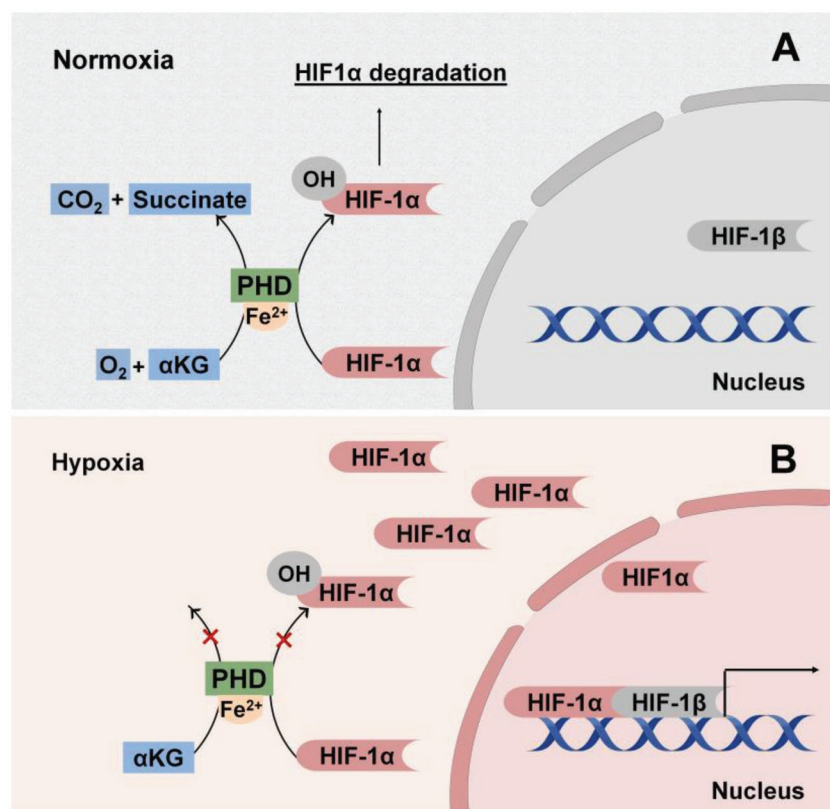 Normoxia
A
HIF1α degradation
OH
CO₂ + Succinate
HIF-1α
HIF-1β
PHD
Fe²⁺
O₂ + αKG
HIF-1α
Nucleus
Hypoxia
B
HIF-1α
HIF-1α
HIF-1α
OH
HIF-1α
HIF1α
PHD
Fe²⁺
HIF-1α
HIF-1β
αKG
HIF-1α
Nucleus